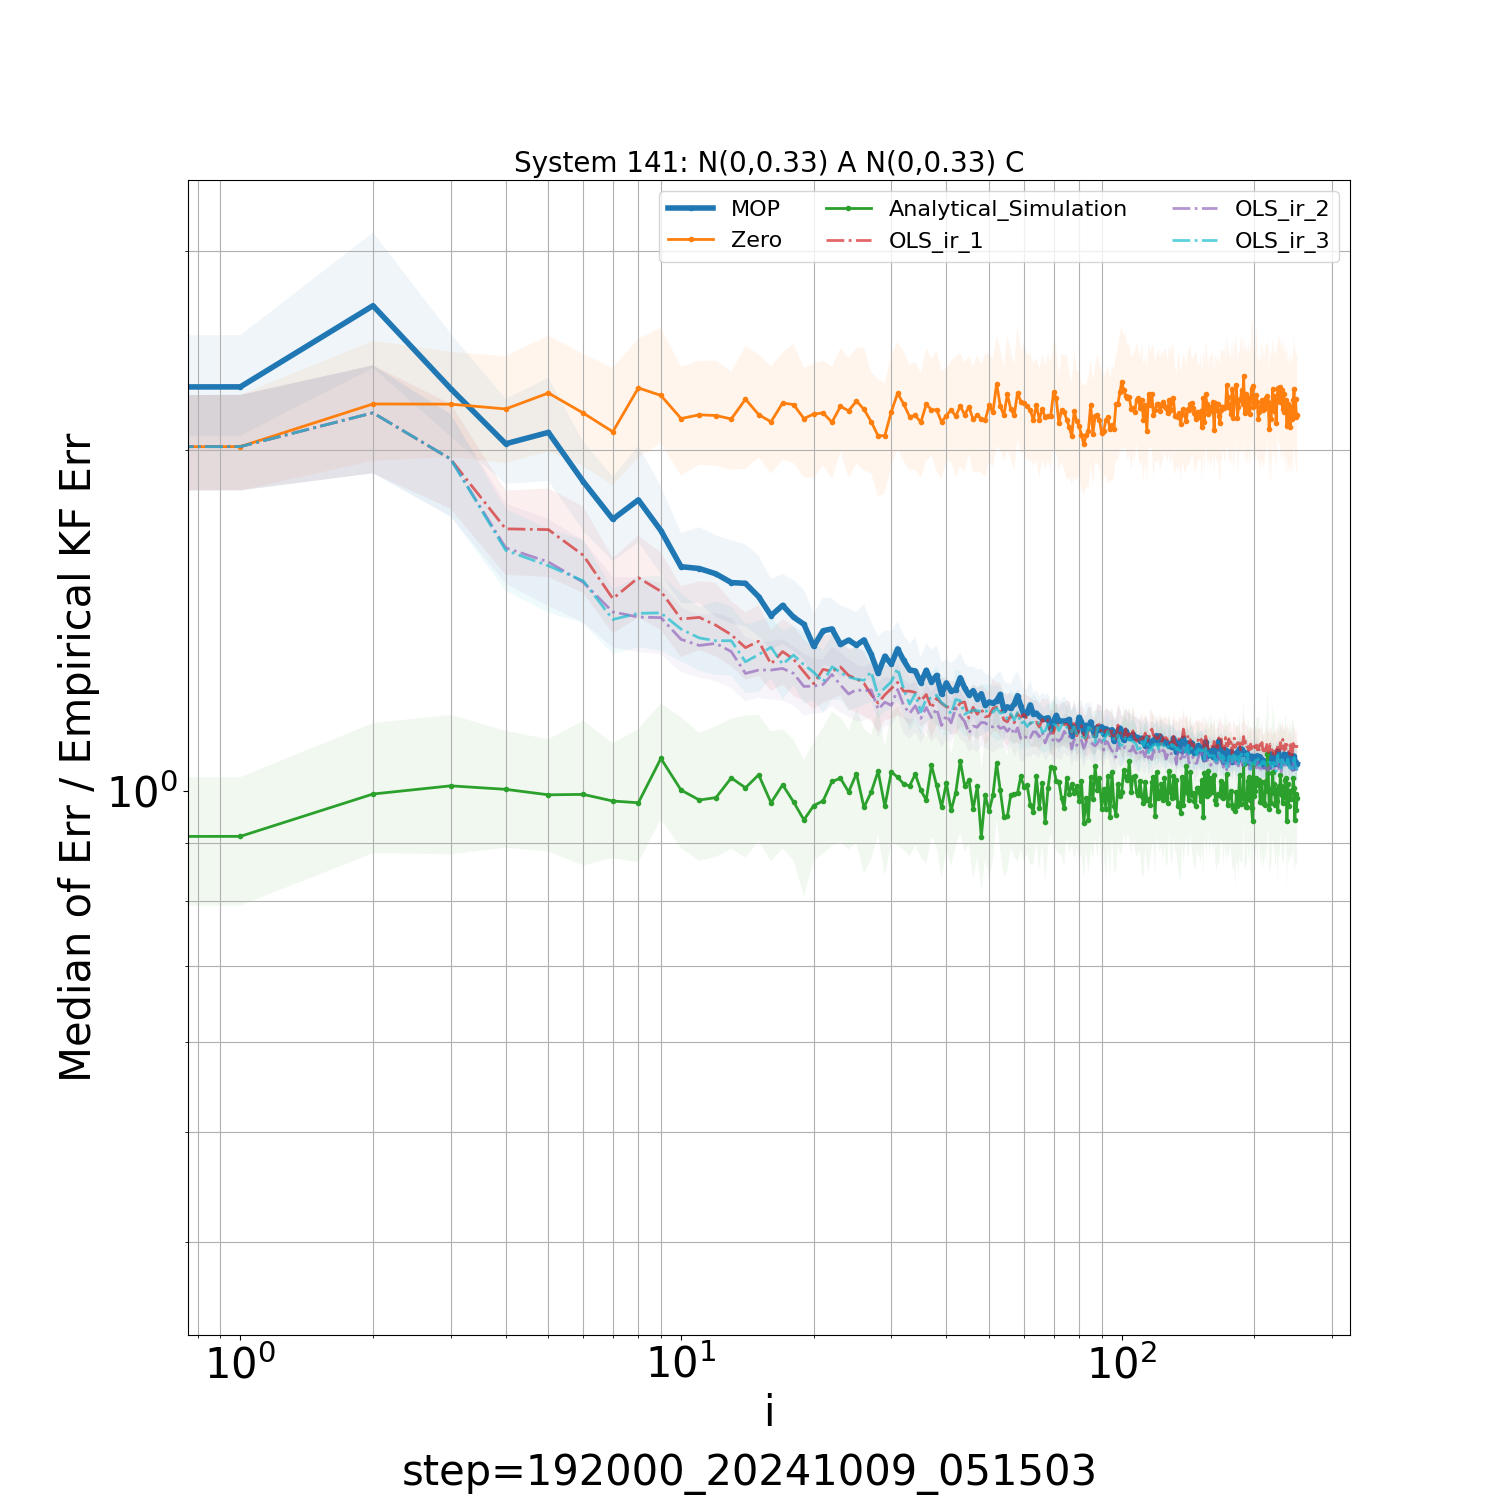 System 141: N(0,0.33) A N(0,0.33) C
MOP
Zero
Analytical_Simulation
OLS_ir_1
OLS_ir_2
OLS_ir_3
Median of Err / Empirical KF Err
10⁰
10⁰ 10¹ 10²
i
step=192000_20241009_051503